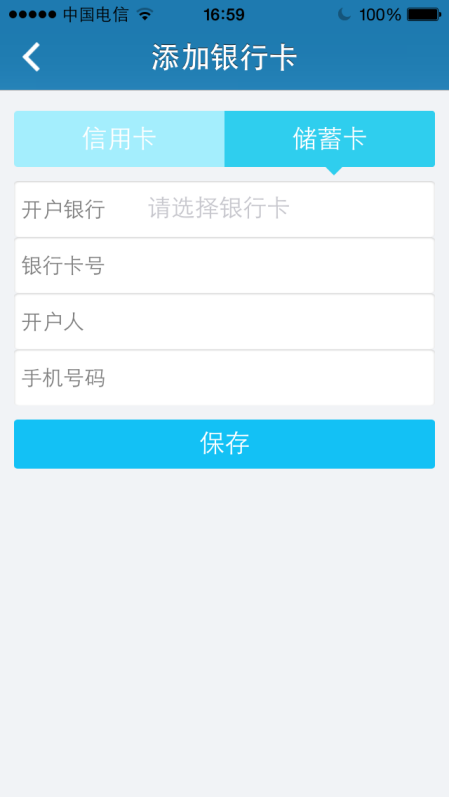 中国电信 16:59 100%
添加银行卡
信用卡 储蓄卡
开户银行 请选择银行卡
银行卡号
开户人
手机号码
保存